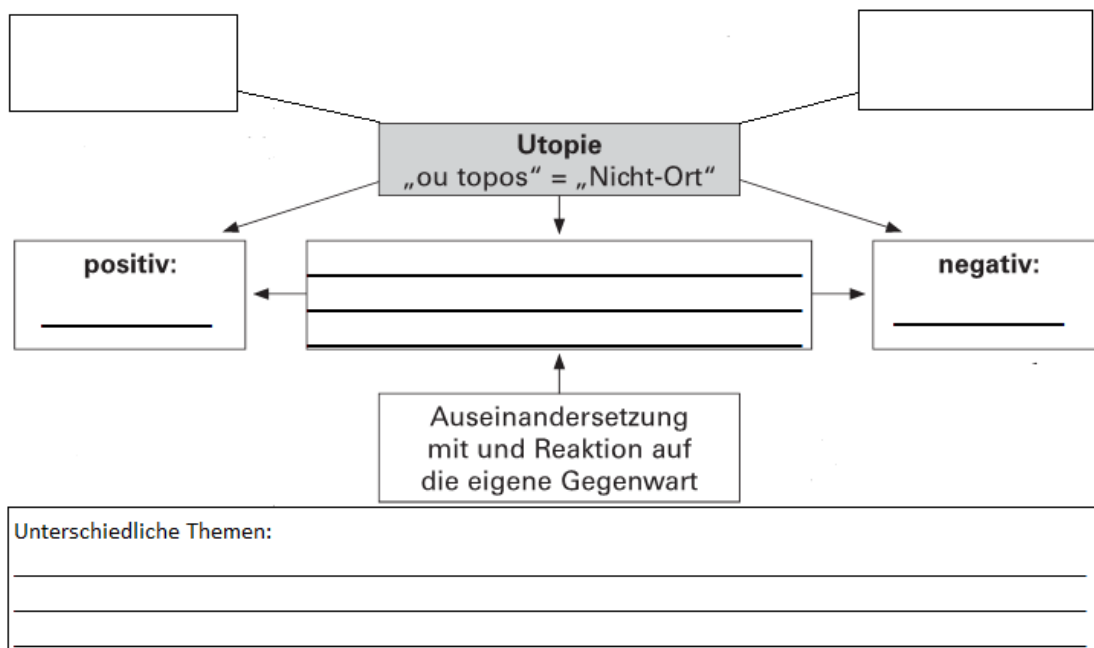 Utopie
„ou topos“ = „Nicht-Ort“
positiv:
negativ:
Auseinandersetzung
mit und Reaktion auf
die eigene Gegenwart
Unterschiedliche Themen: